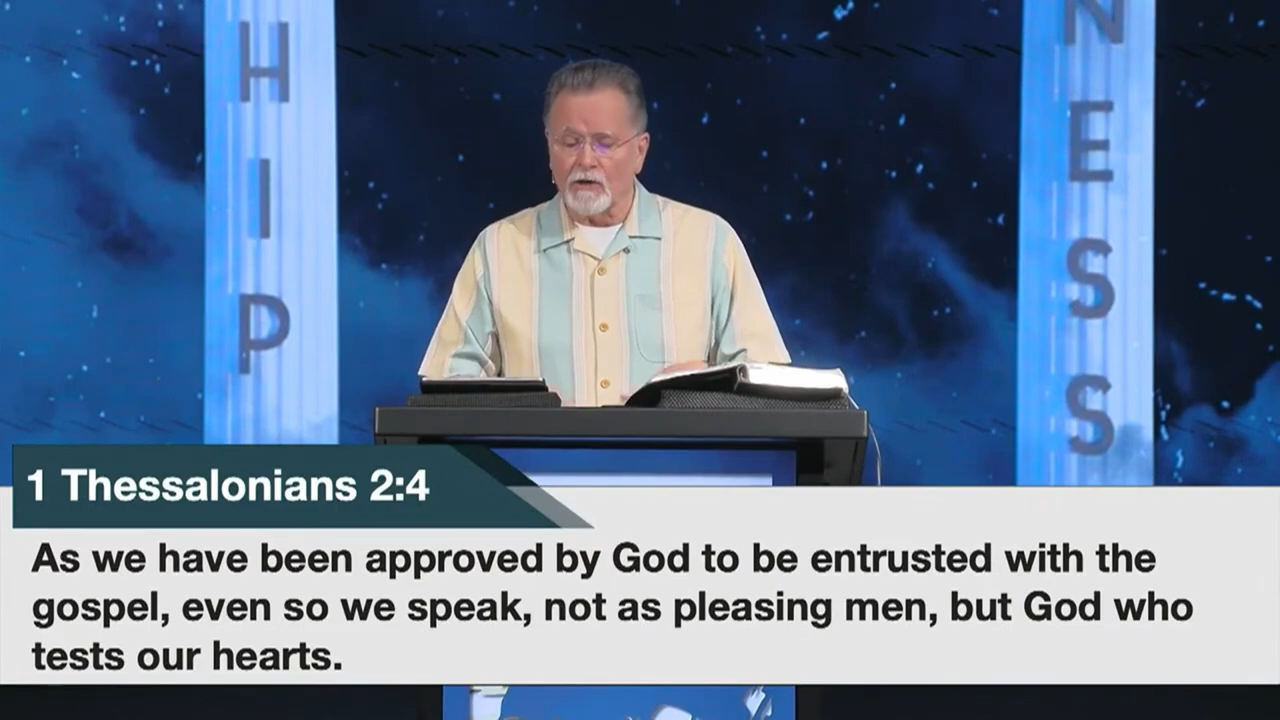 H
I
P
N
E
S
S
1 Thessalonians 2:4
As we have been approved by God to be entrusted with the
gospel, even so we speak, not as pleasing men, but God who
tests our hearts.